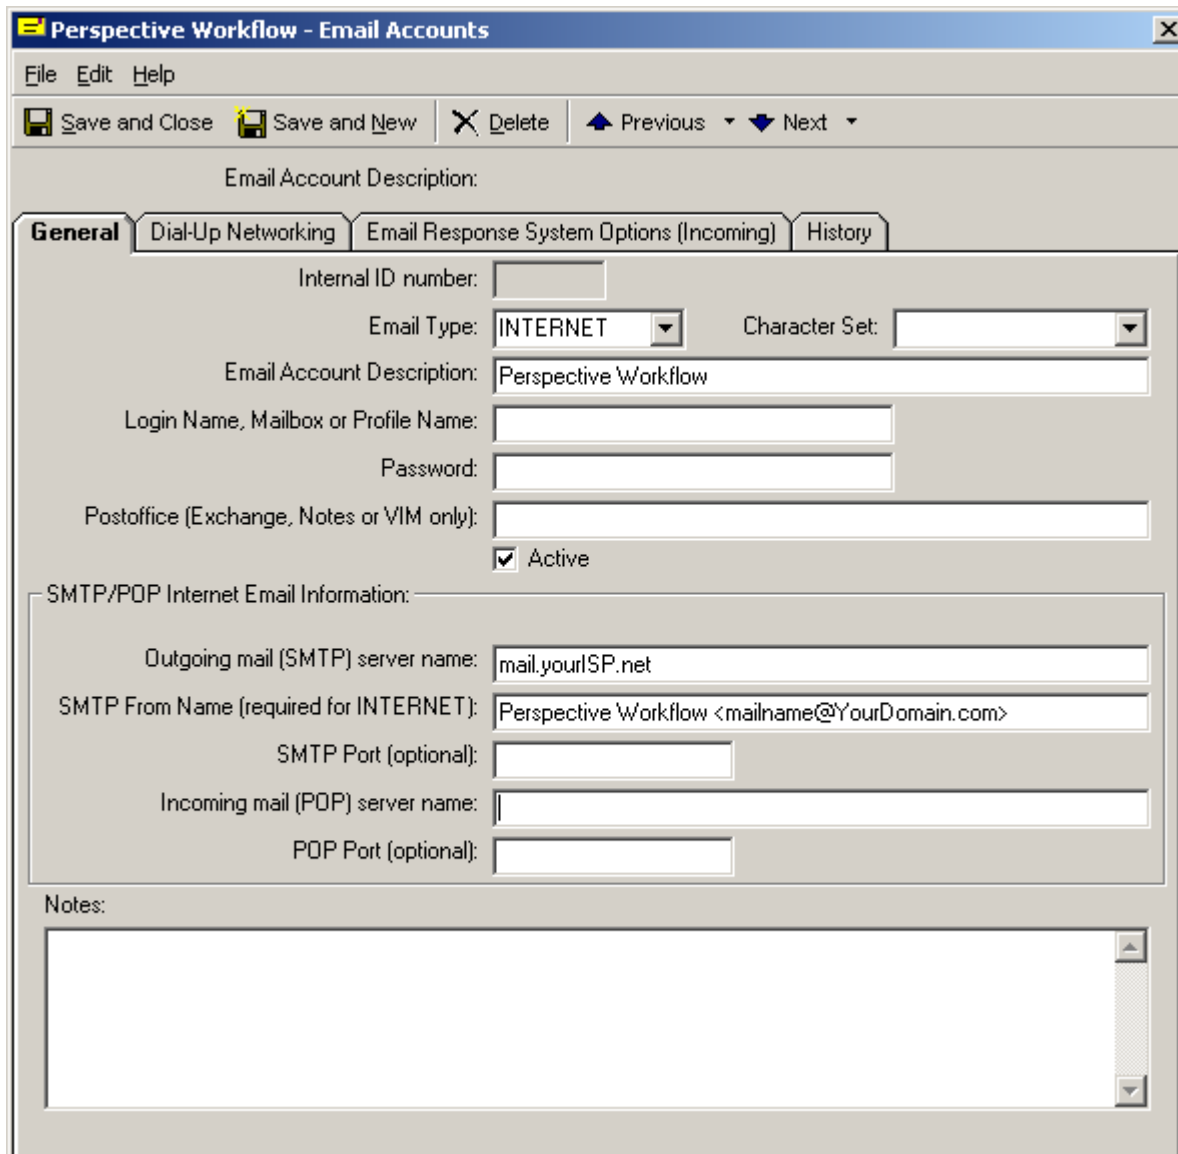 Perspective Workflow - Email Accounts
File Edit Help
Save and Close Save and New Delete Previous Next
Email Account Description:
General Dial-Up Networking Email Response System Options (Incoming) History
Internal ID number:
Email Type: INTERNET Character Set:
Email Account Description: Perspective Workflow
Login Name, Mailbox or Profile Name:
Password:
Postoffice (Exchange, Notes or VIM only):
Active
SMTP/POP Internet Email Information:
Outgoing mail (SMTP) server name: mail.yourISP.net
SMTP From Name (required for INTERNET): Perspective Workflow <mailname@YourDomain.com>
SMTP Port (optional):
Incoming mail (POP) server name:
POP Port (optional):
Notes: